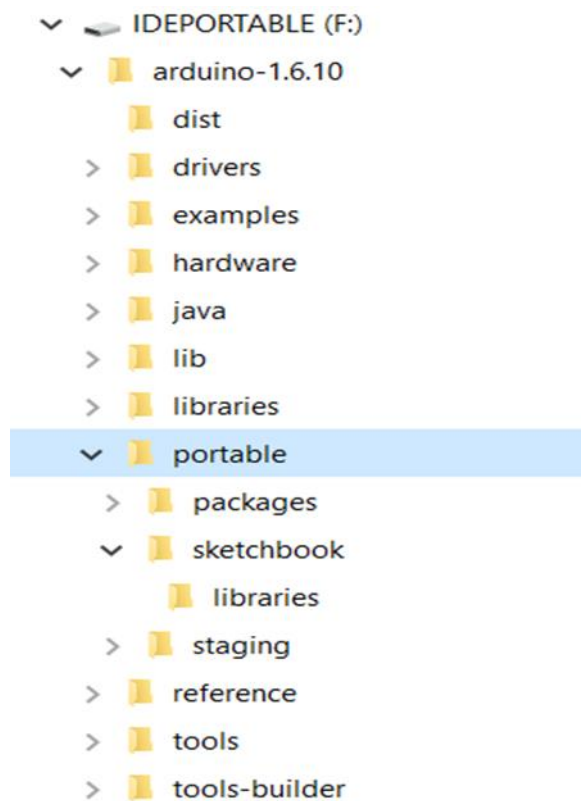 IDEPORTABLE (F:)
arduino-1.6.10
dist
drivers
examples
hardware
java
lib
libraries
portable
packages
sketchbook
libraries
staging
reference
tools
tools-builder